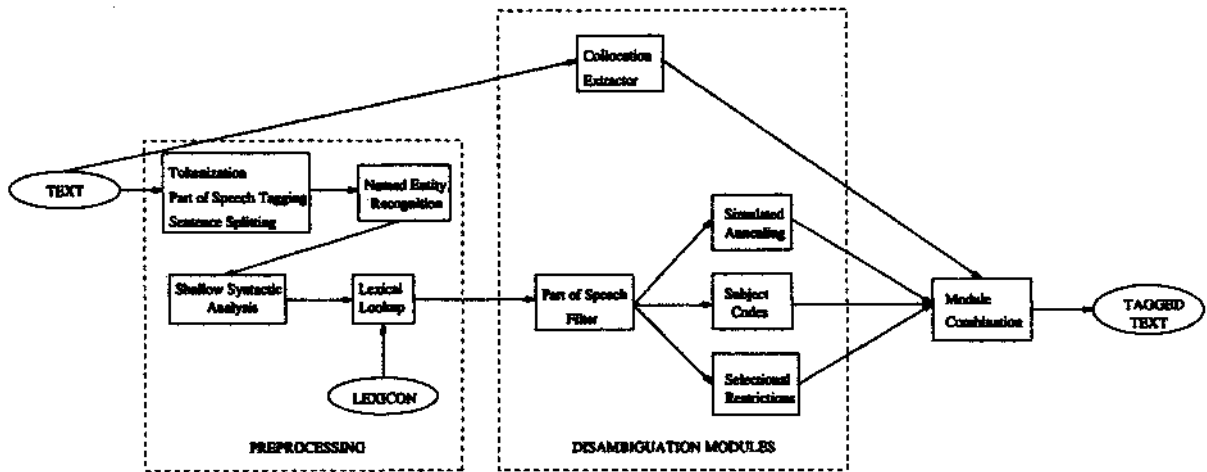 Collocation
Extractor
TEXT
Tokenization
Part of Speech Tagging
Sentence Splitting
Named Entity
Recognition
Shallow Syntactic
Analysis
Lexical
Lookup
LEXICON
PREPROCESSING
Part of Speech
Filter
Simulated
Annealing
Subject
Codes
Selectional
Restrictions
DISAMBIGUATION MODULES
Module
Combination
TAGGED
TEXT